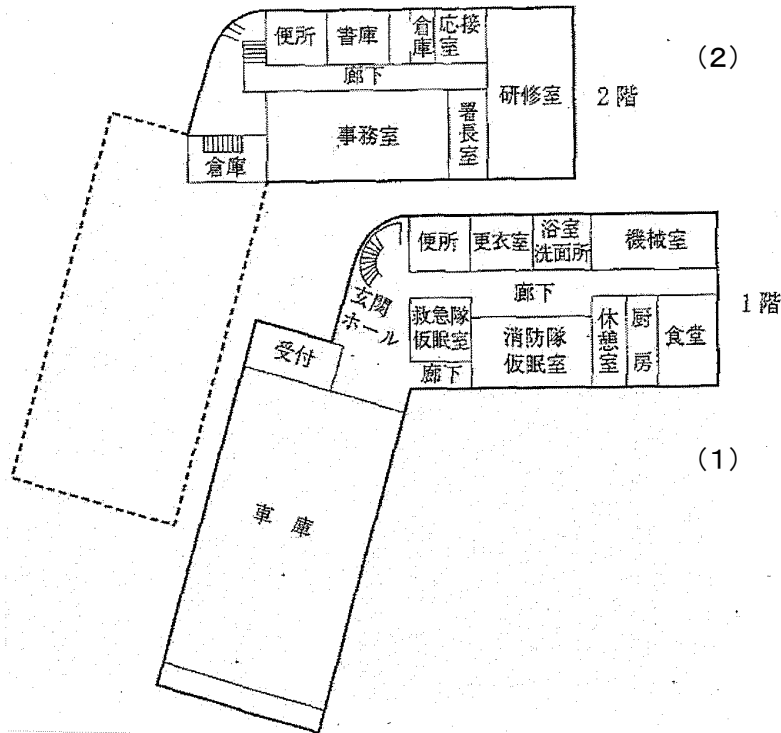 便所
書庫
倉庫
応接室
(2)
廊下
研修室
2階
事務室
署長室
倉庫
便所
更衣室
浴室
洗面所
機械室
廊下
1階
玄関
ホール
救急隊
仮眠室
消防隊
仮眠室
休憩室
厨房
食堂
受付
廊下
(1)
車庫